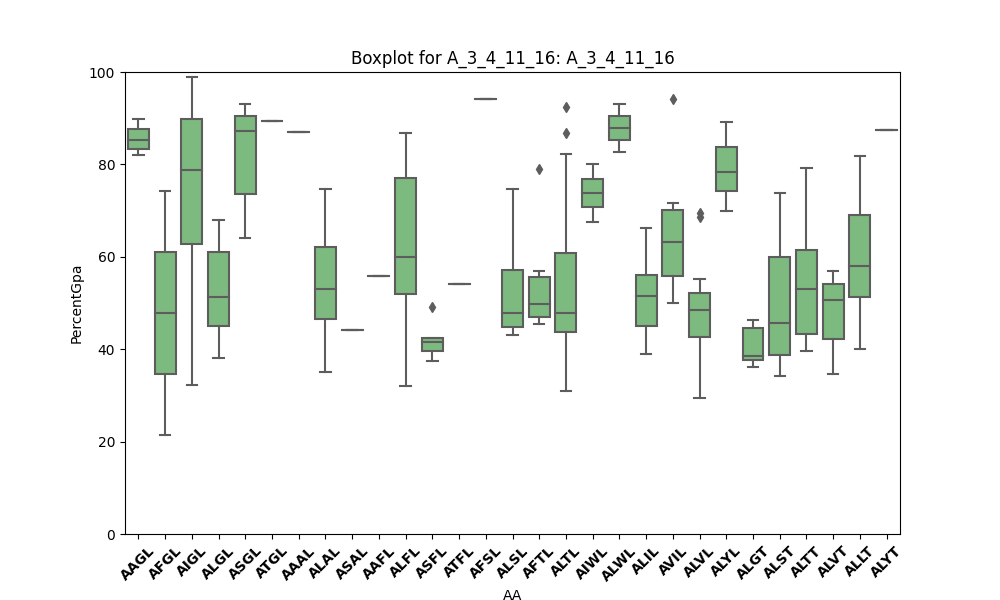 Boxplot for A_3_4_11_16: A_3_4_11_16
100
80
60
40
20
0
PercentGpa
AAGL AFGL AIGL ALGL ASGL ATGL AAAL ALAL ASAL AAFL ALFL ASFL ATFL AFSL ALSL AFTL ALTL AIWL ALWL ALIL AVIL ALVL ALYL ALGT ALST ALTT ALVT ALLT ALYT
AA